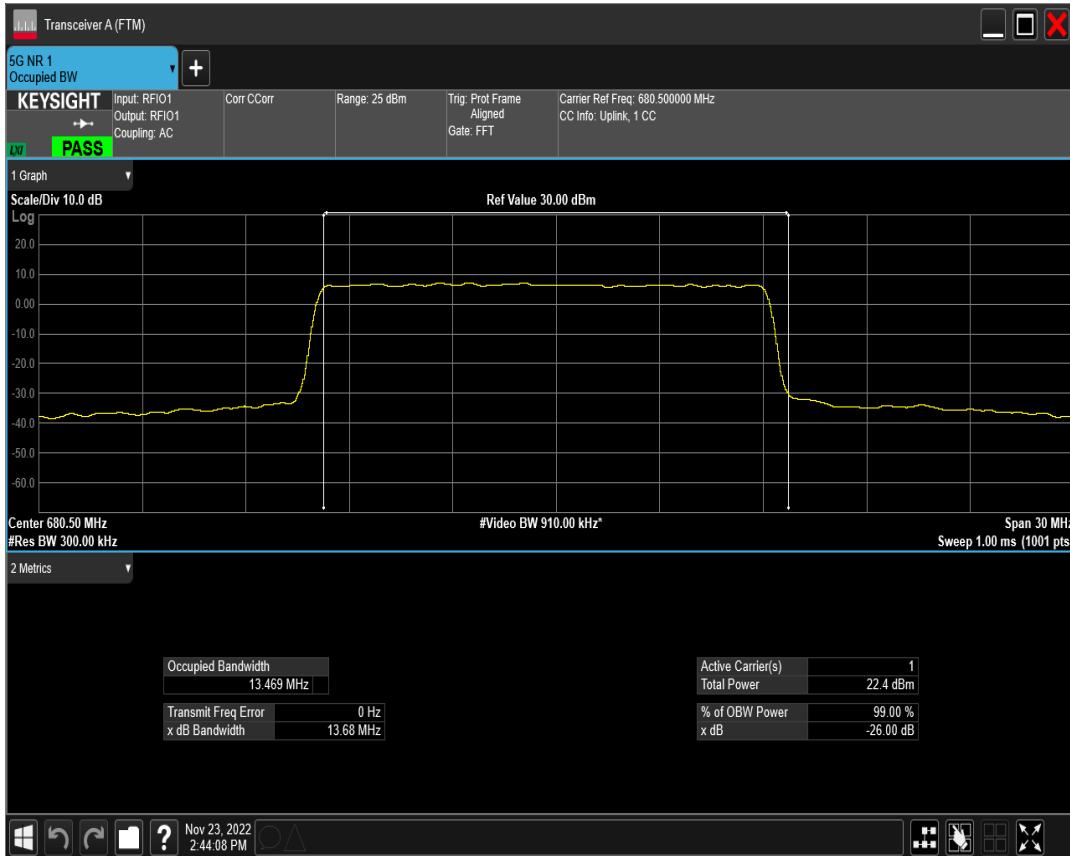 Transceiver A (FTM)
5G NR 1
Occupied BW
+
KEYSIGHT
LXI
PASS
Input: RFIO1
Output: RFIO1
Coupling: AC
Corr CCorr
Range: 25 dBm
Trig: Prot Frame
Aligned
Gate: FFT
Carrier Ref Freq: 680.500000 MHz
CC Info: Uplink, 1 CC
1 Graph
Scale/Div 10.0 dB
Ref Value 30.00 dBm
Log
20.0
10.0
0.00
-10.0
-20.0
-30.0
-40.0
-50.0
-60.0
Center 680.50 MHz
#Video BW 910.00 kHz*
Span 30 MHz
#Res BW 300.00 kHz
Sweep 1.00 ms (1001 pts
2 Metrics
Occupied Bandwidth
13.469 MHz
Transmit Freq Error 0 Hz
x dB Bandwidth 13.68 MHz
Active Carrier(s) 1
Total Power 22.4 dBm
% of OBW Power 99.00 %
x dB -26.00 dB
?
Nov 23, 2022
2:44:08 PM